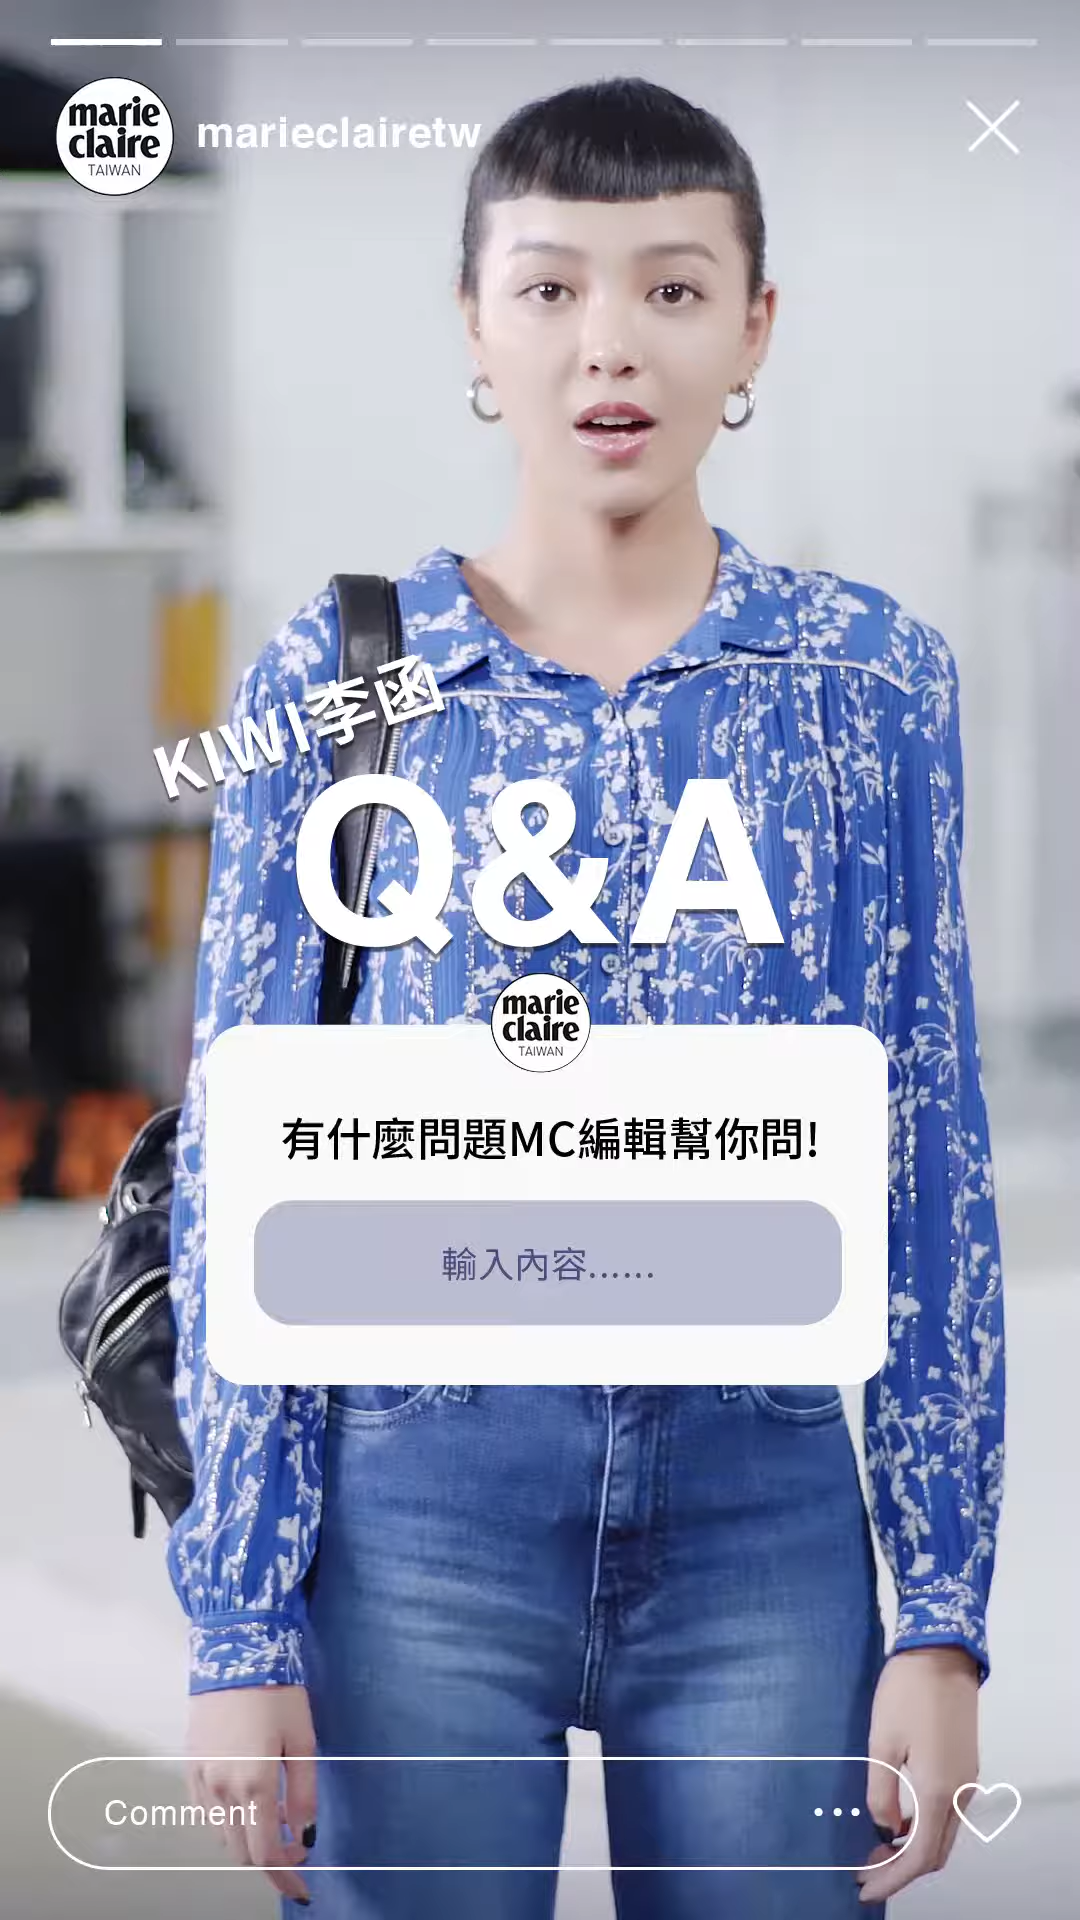 marie
claire
TAIWAN
marieclairetw
KIWI李函
Q&A
marie
claire
TAIWAN
有什麼問題MC編輯幫你問!
輸入內容......
Comment